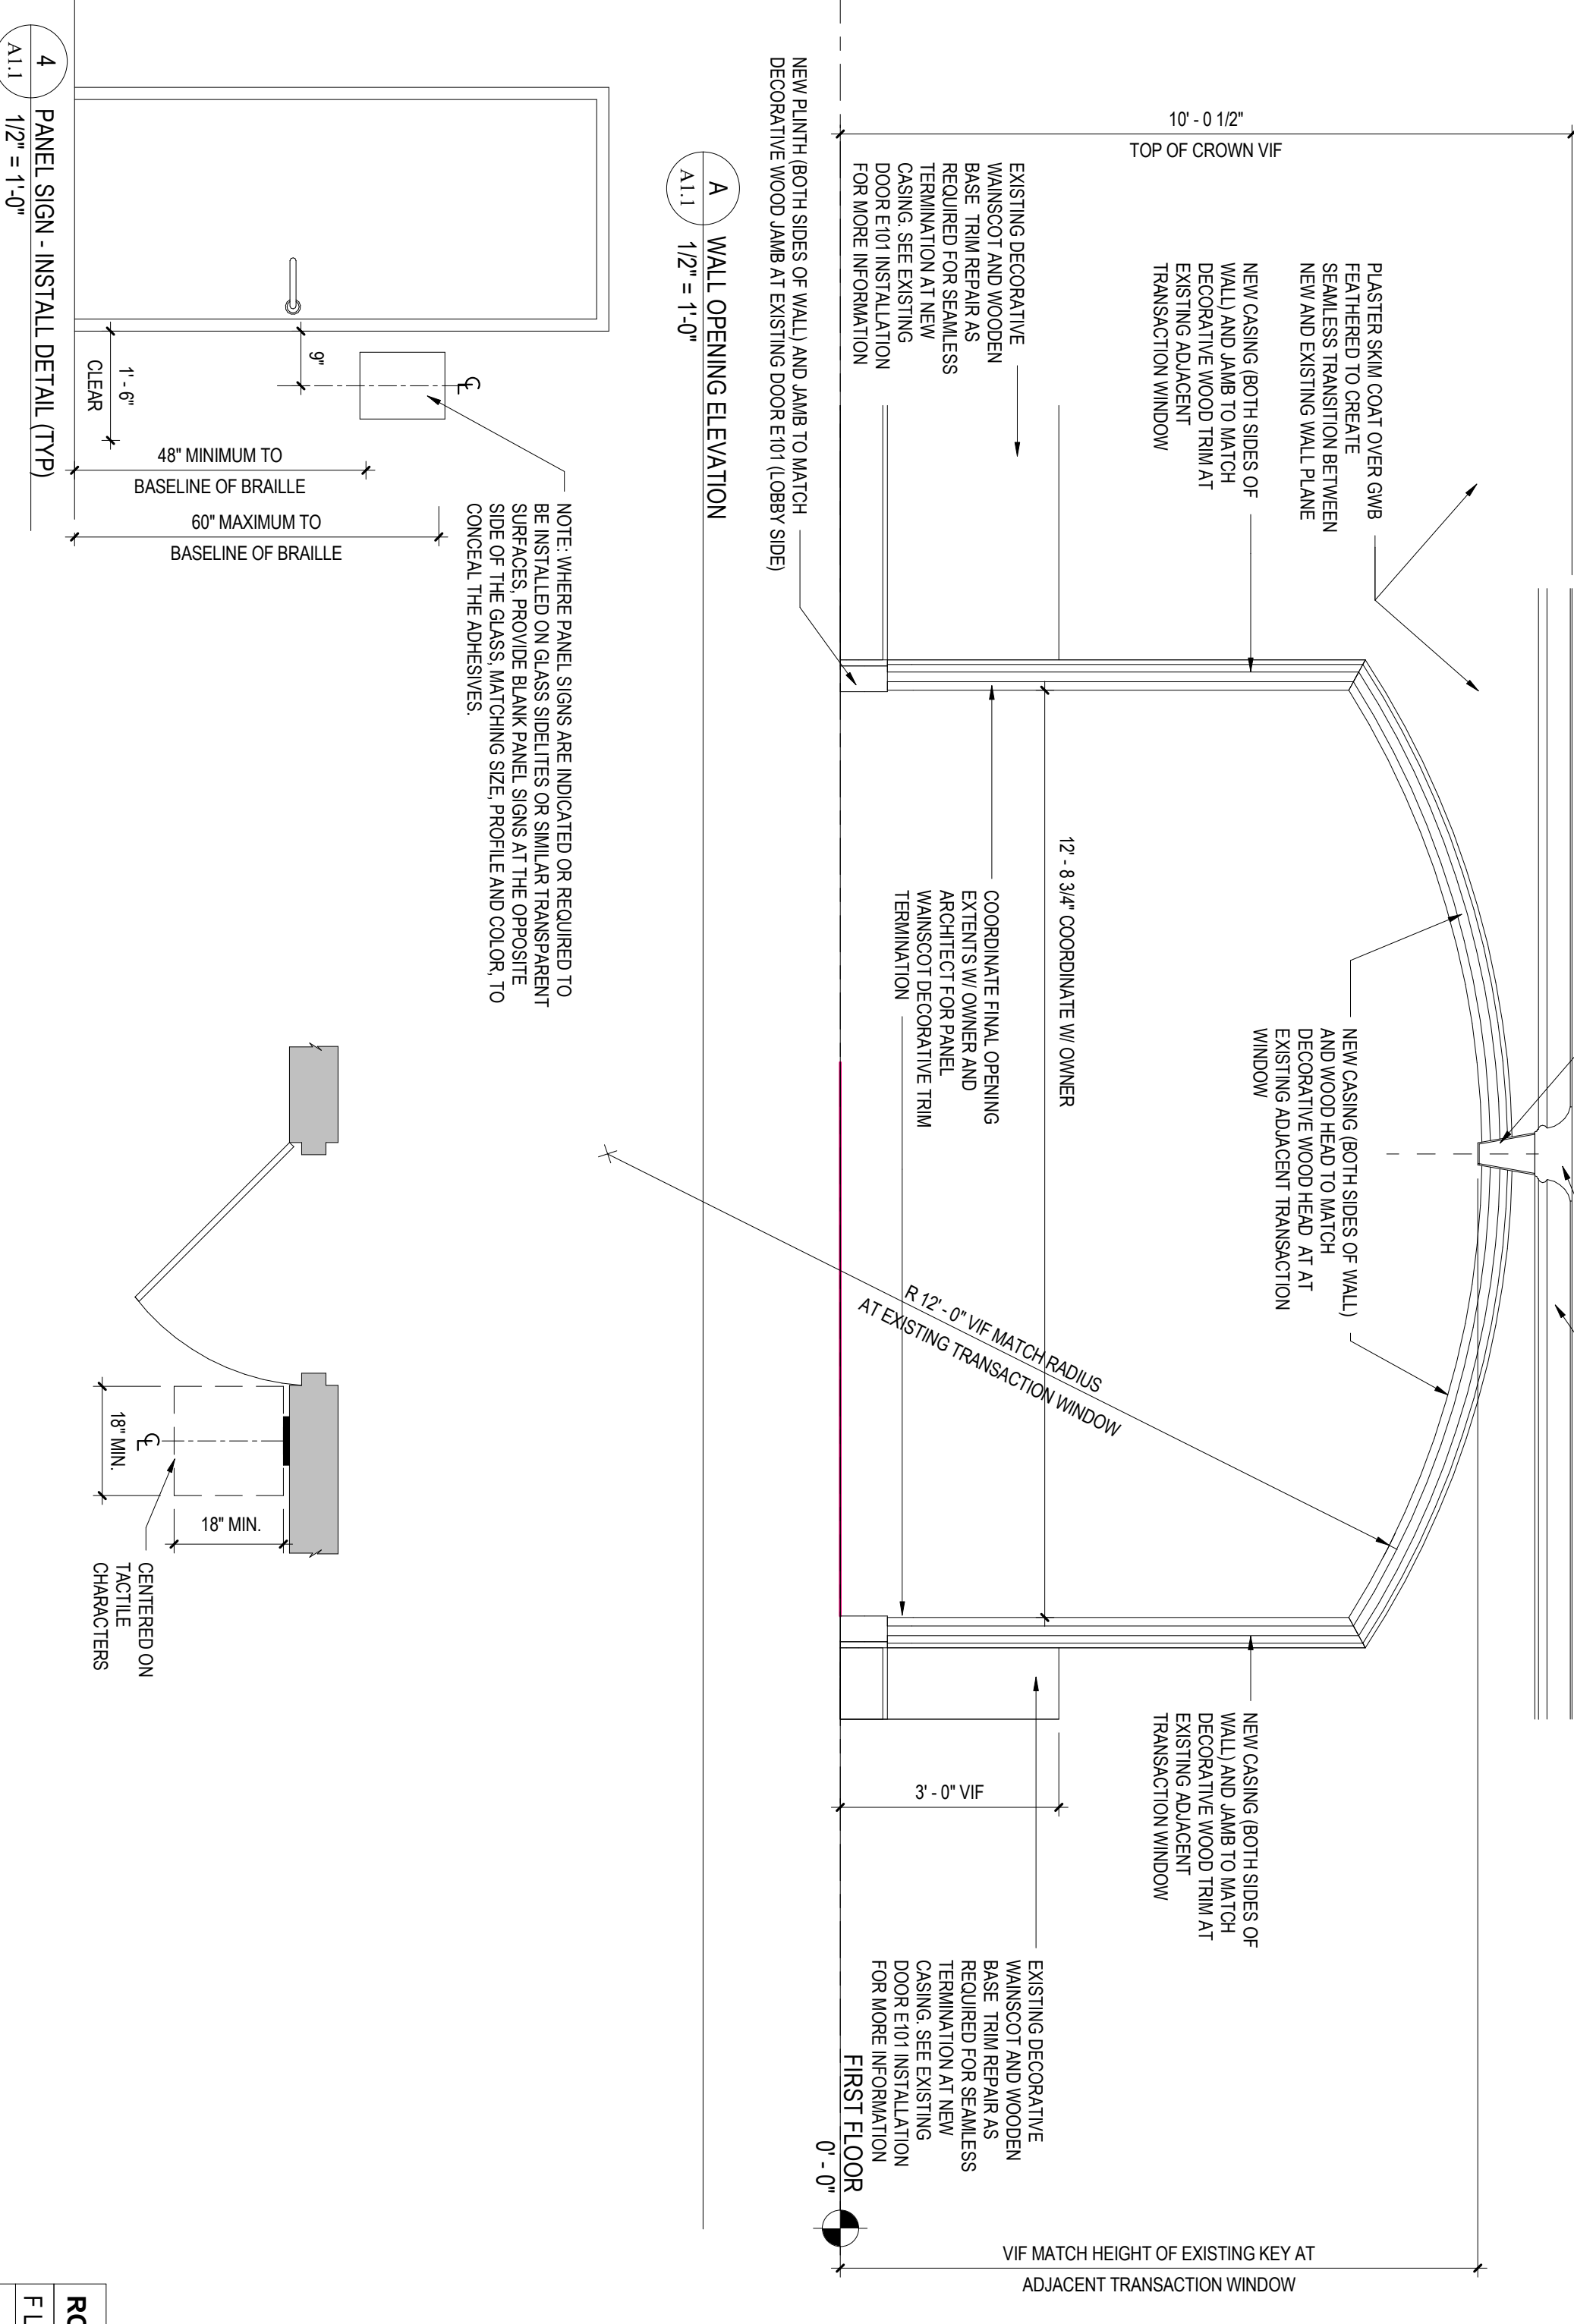 10' - 0 1/2"
TOP OF CROWN VIF
PLASTER SKIM COAT OVER GWB
FEATHERED TO CREATE
SEAMLESS TRANSITION BETWEEN
NEW AND EXISTING WALL PLANE
NEW CASING (BOTH SIDES OF
WALL) AND JAMB TO MATCH
DECORATIVE WOOD TRIM AT
EXISTING ADJACENT
TRANSACTION WINDOW
EXISTING DECORATIVE
WAINSCOT AND WOODEN
BASE TRIM REPAIR AS
REQUIRED FOR SEAMLESS
TERMINATION AT NEW
CASING. SEE EXISTING
DOOR E101 INSTALLATION
FOR MORE INFORMATION
NEW PLINTH (BOTH SIDES OF WALL) AND JAMB TO MATCH
DECORATIVE WOOD JAMB AT EXISTING DOOR E101 (LOBBY SIDE)
NEW CASING (BOTH SIDES OF WALL)
AND WOOD HEAD TO MATCH
DECORATIVE WOOD HEAD AT AT
EXISTING ADJACENT TRANSACTION
WINDOW
12' - 8 3/4" COORDINATE W/ OWNER
COORDINATE FINAL OPENING
EXTENTS W/ OWNER AND
ARCHITECT FOR PANEL
WAINSCOT DECORATIVE TRIM
TERMINATION
R 12' - 0" VIF MATCH RADIUS
AT EXISTING TRANSACTION WINDOW
NEW CASING (BOTH SIDES OF
WALL) AND JAMB TO MATCH
DECORATIVE WOOD TRIM AT
EXISTING ADJACENT
TRANSACTION WINDOW
3' - 0" VIF
EXISTING DECORATIVE
WAINSCOT AND WOODEN
BASE TRIM REPAIR AS
REQUIRED FOR SEAMLESS
TERMINATION AT NEW
CASING. SEE EXISTING
DOOR E101 INSTALLATION
FOR MORE INFORMATION
FIRST FLOOR
0' - 0"
VIF MATCH HEIGHT OF EXISTING KEY AT
ADJACENT TRANSACTION WINDOW
A
A1.1
WALL OPENING ELEVATION
1/2" = 1'-0"
9"
1' - 6"
CLEAR
CL
48" MINIMUM TO
BASELINE OF BRAILLE
60" MAXIMUM TO
BASELINE OF BRAILLE
NOTE: WHERE PANEL SIGNS ARE INDICATED OR REQUIRED TO
BE INSTALLED ON GLASS SIDELITES OR SIMILAR TRANSPARENT
SURFACES, PROVIDE BLANK PANEL SIGNS AT THE OPPOSITE
SIDE OF THE GLASS, MATCHING SIZE, PROFILE AND COLOR, TO
CONCEAL THE ADHESIVES.
18" MIN.
CL
18" MIN.
CENTERED ON
TACTILE
CHARACTERS
4
A1.1
PANEL SIGN - INSTALL DETAIL (TYP)
1/2" = 1'-0"